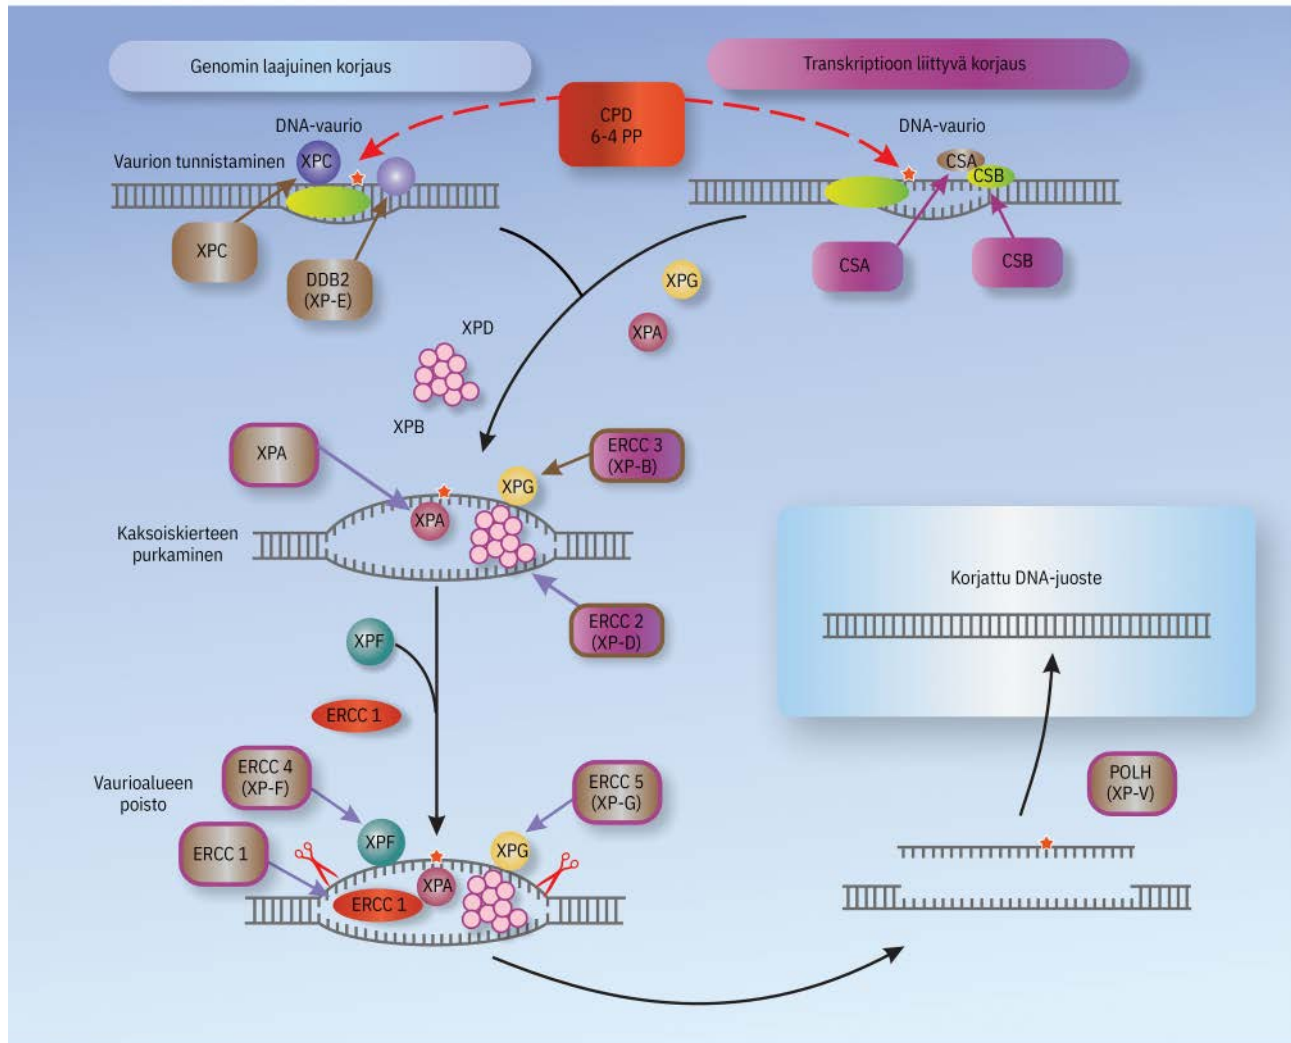 Genomin laajuinen korjaus
Transkriptioon liittyvä korjaus
CPD
6-4 PP
DNA-vaurio
DNA-vaurio
Vaurion tunnistaminen
XPC
CSA
CSB
XPC
DDB2
(XP-E)
CSA
CSB
XPG
XPA
XPD
XPB
XPA
ERCC 3
(XP-B)
XPG
XPA
Kaksoiskierteen
purkaminen
ERCC 2
(XP-D)
XPF
ERCC 1
Korjattu DNA-juoste
Vaurioalueen
poisto
ERCC 4
(XP-F)
ERCC 5
(XP-G)
POLH
(XP-V)
ERCC 1
XPF
XPG
XPA
ERCC 1